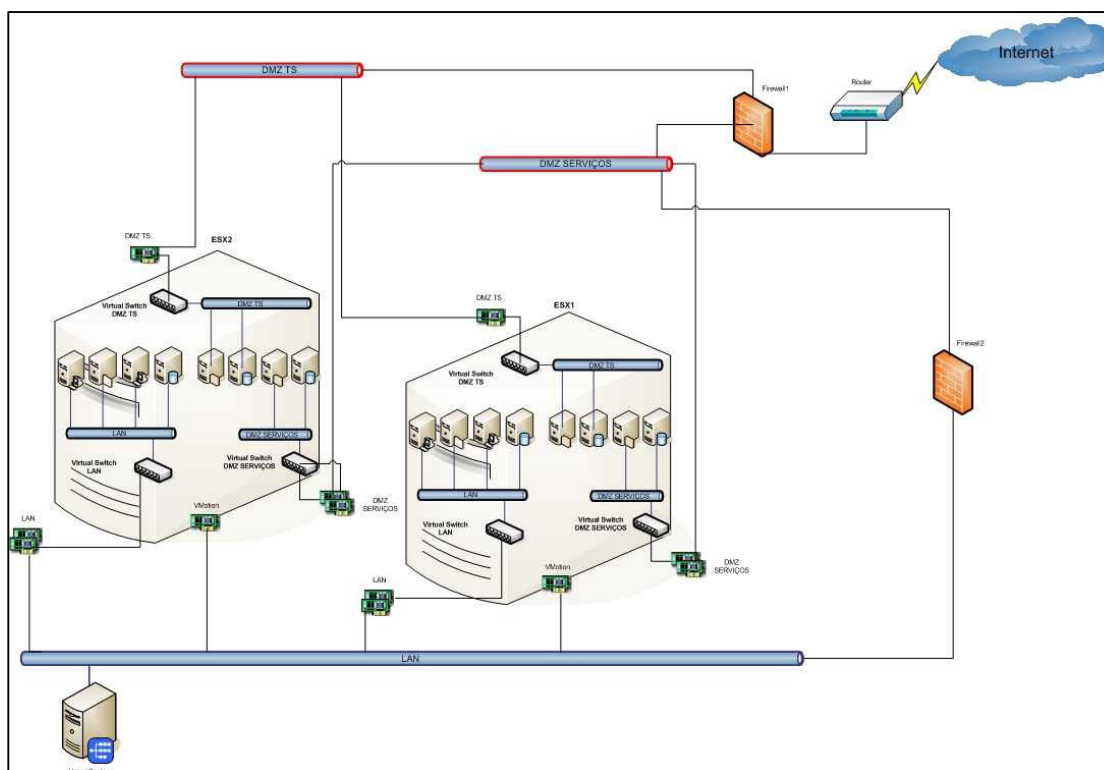 Internet
DMZ TS
Router
Firewall1
DMZ SERVIÇOS
DMZ TS
ESX2
Virtual Switch
DMZ TS
DMZ TS
DMZ TS
ESX1
Virtual Switch
DMZ TS
DMZ TS
Firewall2
LAN
DMZ SERVIÇOS
Virtual Switch
LAN
Virtual Switch
DMZ SERVIÇOS
DMZ
SERVIÇOS
VMotion
LAN
LAN
DMZ SERVIÇOS
Virtual Switch
LAN
Virtual Switch
DMZ SERVIÇOS
DMZ
SERVIÇOS
VMotion
LAN
LAN